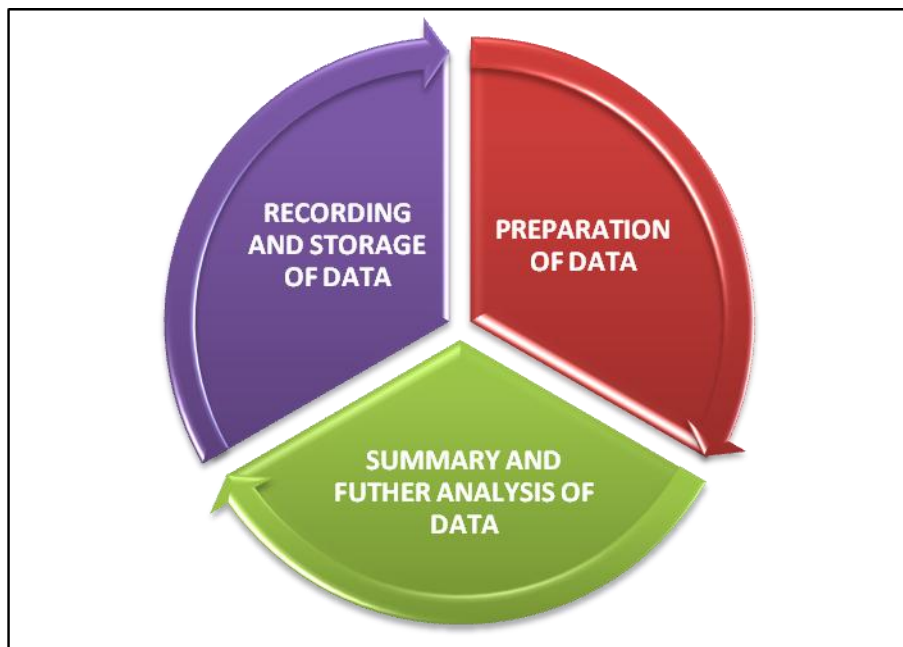 RECORDING
AND STORAGE
OF DATA
PREPARATION
OF DATA
SUMMARY AND
FUTHER ANALYSIS OF
DATA